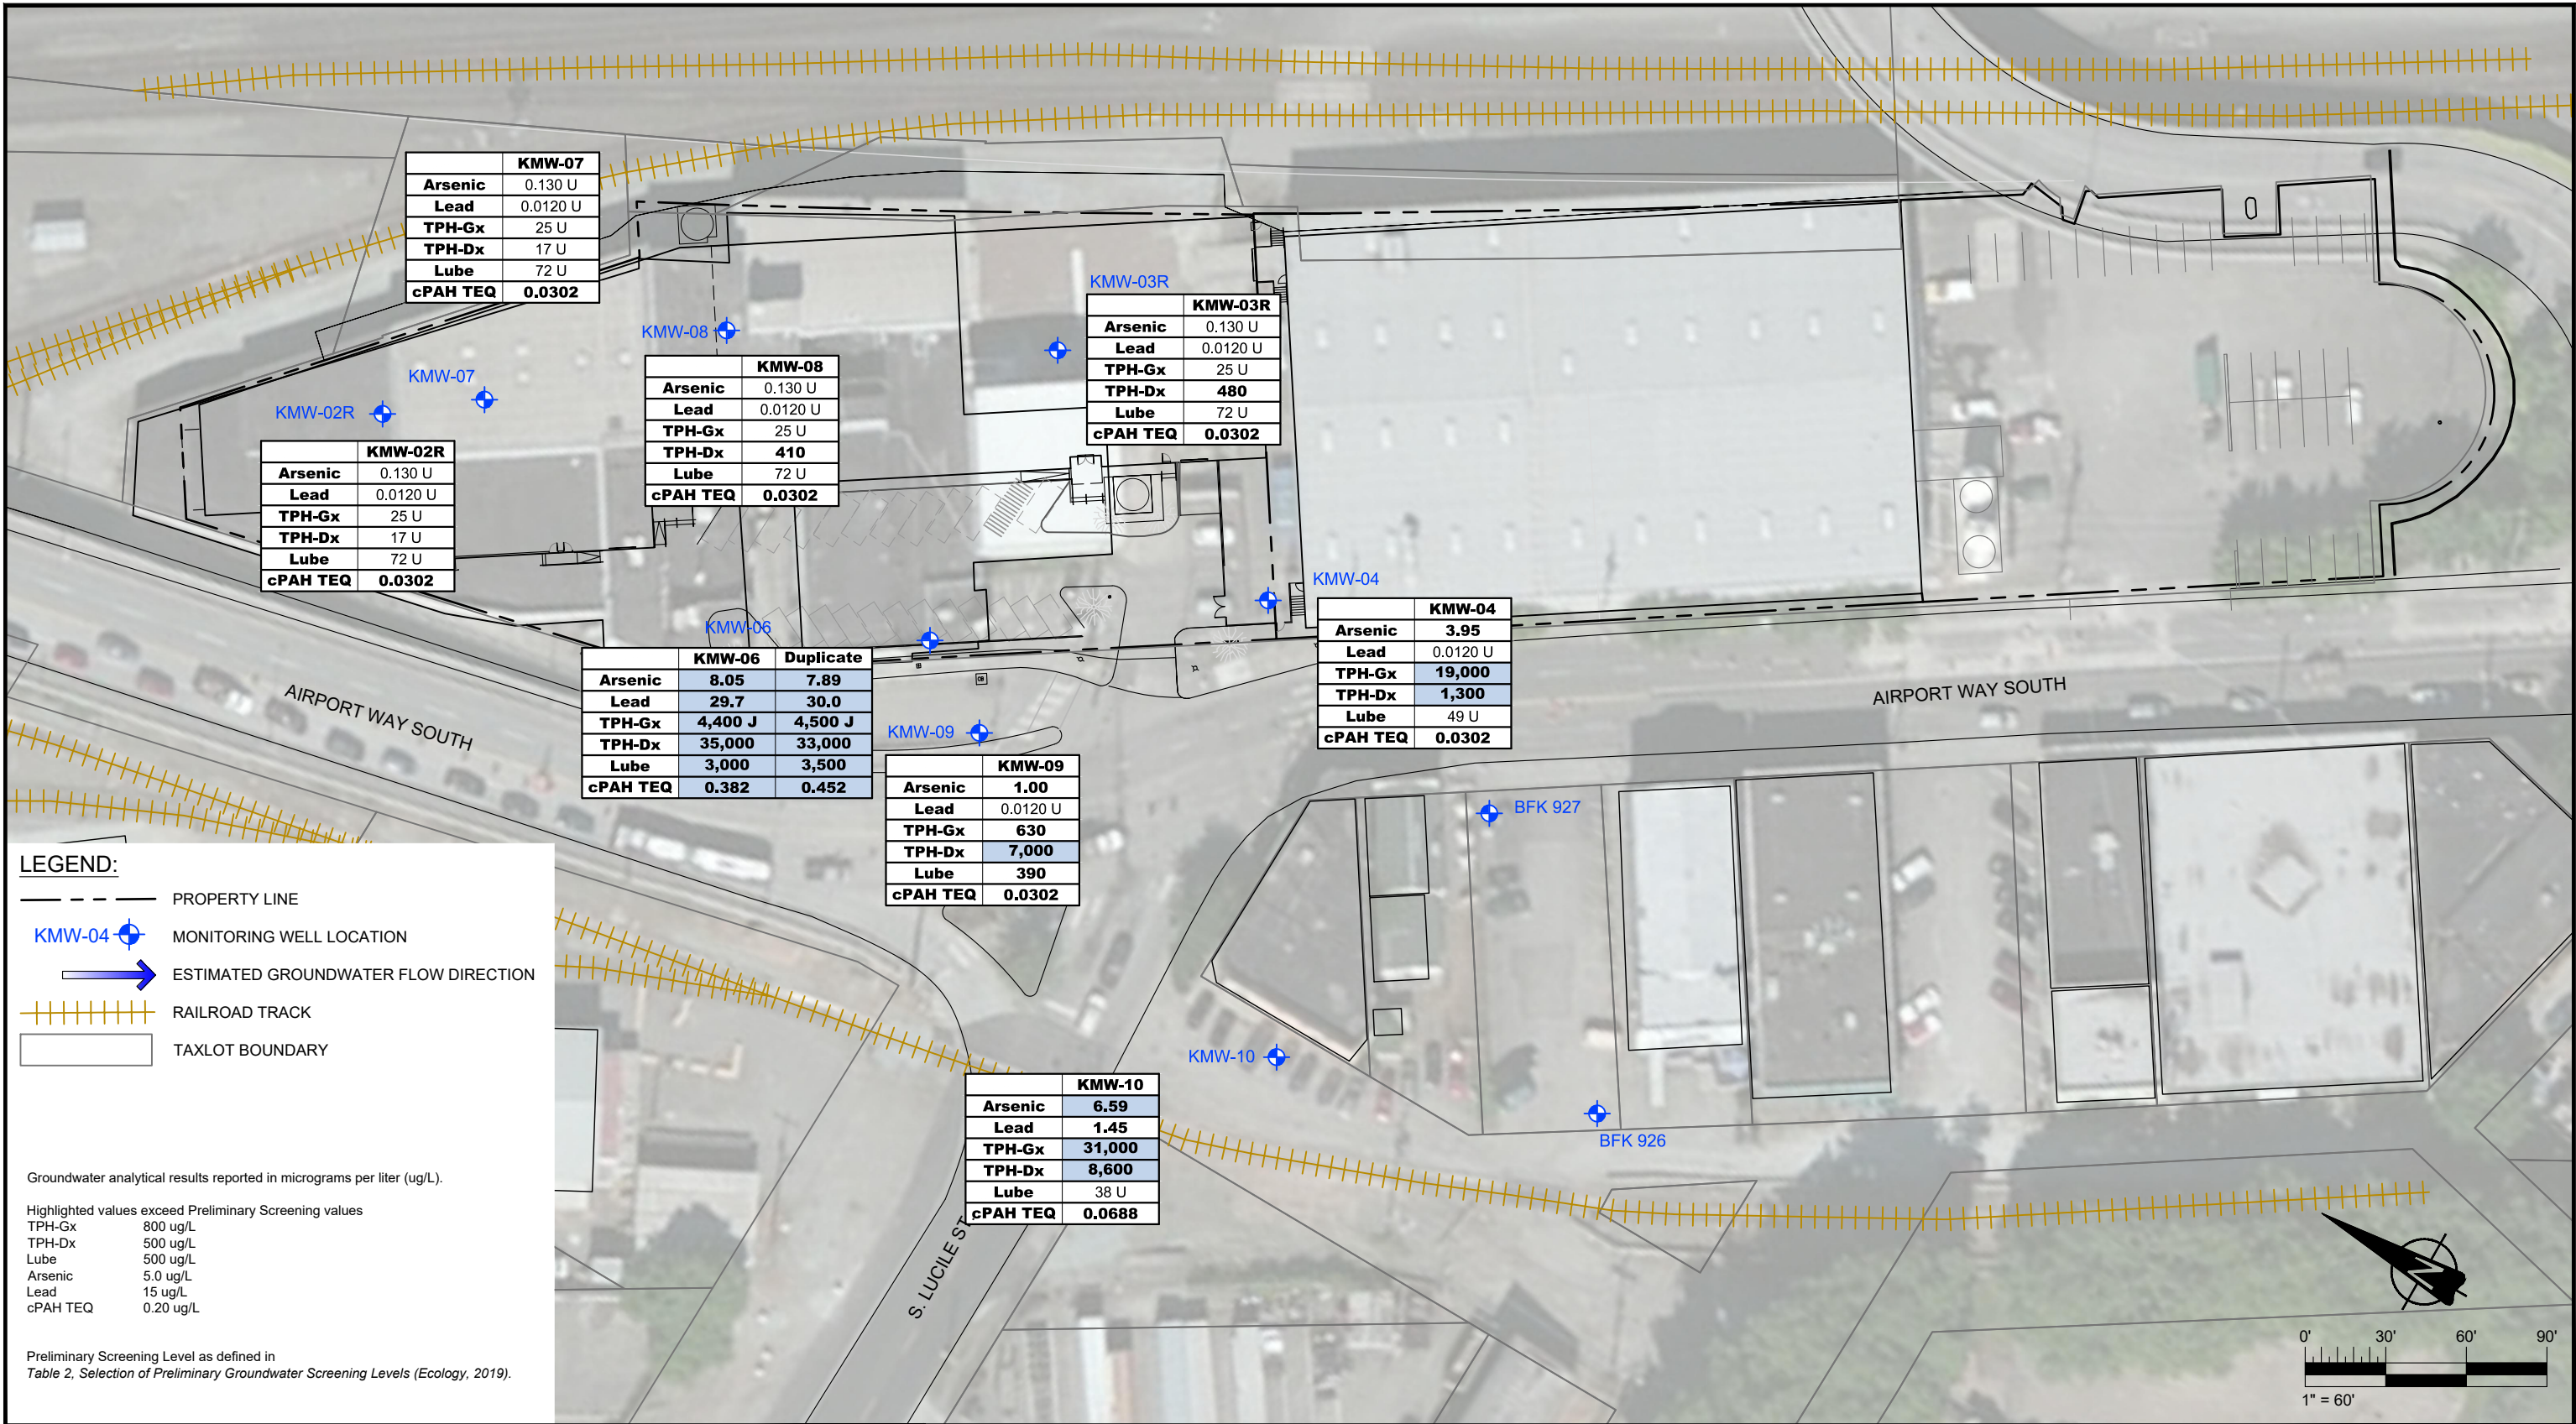 KMW-07
Arsenic 0.130 U
Lead 0.0120 U
TPH-Gx 25 U
TPH-Dx 17 U
Lube 72 U
cPAH TEQ 0.0302
KMW-03R
KMW-03R
Arsenic 0.130 U
Lead 0.0120 U
TPH-Gx 25 U
TPH-Dx 480
Lube 72 U
cPAH TEQ 0.0302
KMW-08
KMW-08
Arsenic 0.130 U
Lead 0.0120 U
TPH-Gx 25 U
TPH-Dx 410
Lube 72 U
cPAH TEQ 0.0302
KMW-07
KMW-02R
KMW-02R
Arsenic 0.130 U
Lead 0.0120 U
TPH-Gx 25 U
TPH-Dx 17 U
Lube 72 U
cPAH TEQ 0.0302
KMW-04
KMW-04
Arsenic 3.95
Lead 0.0120 U
TPH-Gx 19,000
TPH-Dx 1,300
Lube 49 U
cPAH TEQ 0.0302
KMW-06
KMW-06 Duplicate
Arsenic 8.05 7.89
Lead 29.7 30.0
TPH-Gx 4,400 J 4,500 J
TPH-Dx 35,000 33,000
Lube 3,000 3,500
cPAH TEQ 0.382 0.452
AIRPORT WAY SOUTH
AIRPORT WAY SOUTH
KMW-09
KMW-09
Arsenic 1.00
Lead 0.0120 U
TPH-Gx 630
TPH-Dx 7,000
Lube 390
cPAH TEQ 0.0302
BFK 927
KMW-10
BFK 926
KMW-10
Arsenic 6.59
Lead 1.45
TPH-Gx 31,000
TPH-Dx 8,600
Lube 38 U
cPAH TEQ 0.0688
S. LUCILE ST.
LEGEND:
PROPERTY LINE
KMW-04 MONITORING WELL LOCATION
ESTIMATED GROUNDWATER FLOW DIRECTION
RAILROAD TRACK
TAXLOT BOUNDARY
Groundwater analytical results reported in micrograms per liter (ug/L).
Highlighted values exceed Preliminary Screening values
TPH-Gx 800 ug/L
TPH-Dx 500 ug/L
Lube 500 ug/L
Arsenic 5.0 ug/L
Lead 15 ug/L
cPAH TEQ 0.20 ug/L
Preliminary Screening Level as defined in
Table 2, Selection of Preliminary Groundwater Screening Levels (Ecology, 2019).
N
0' 30' 60' 90'
1" = 60'